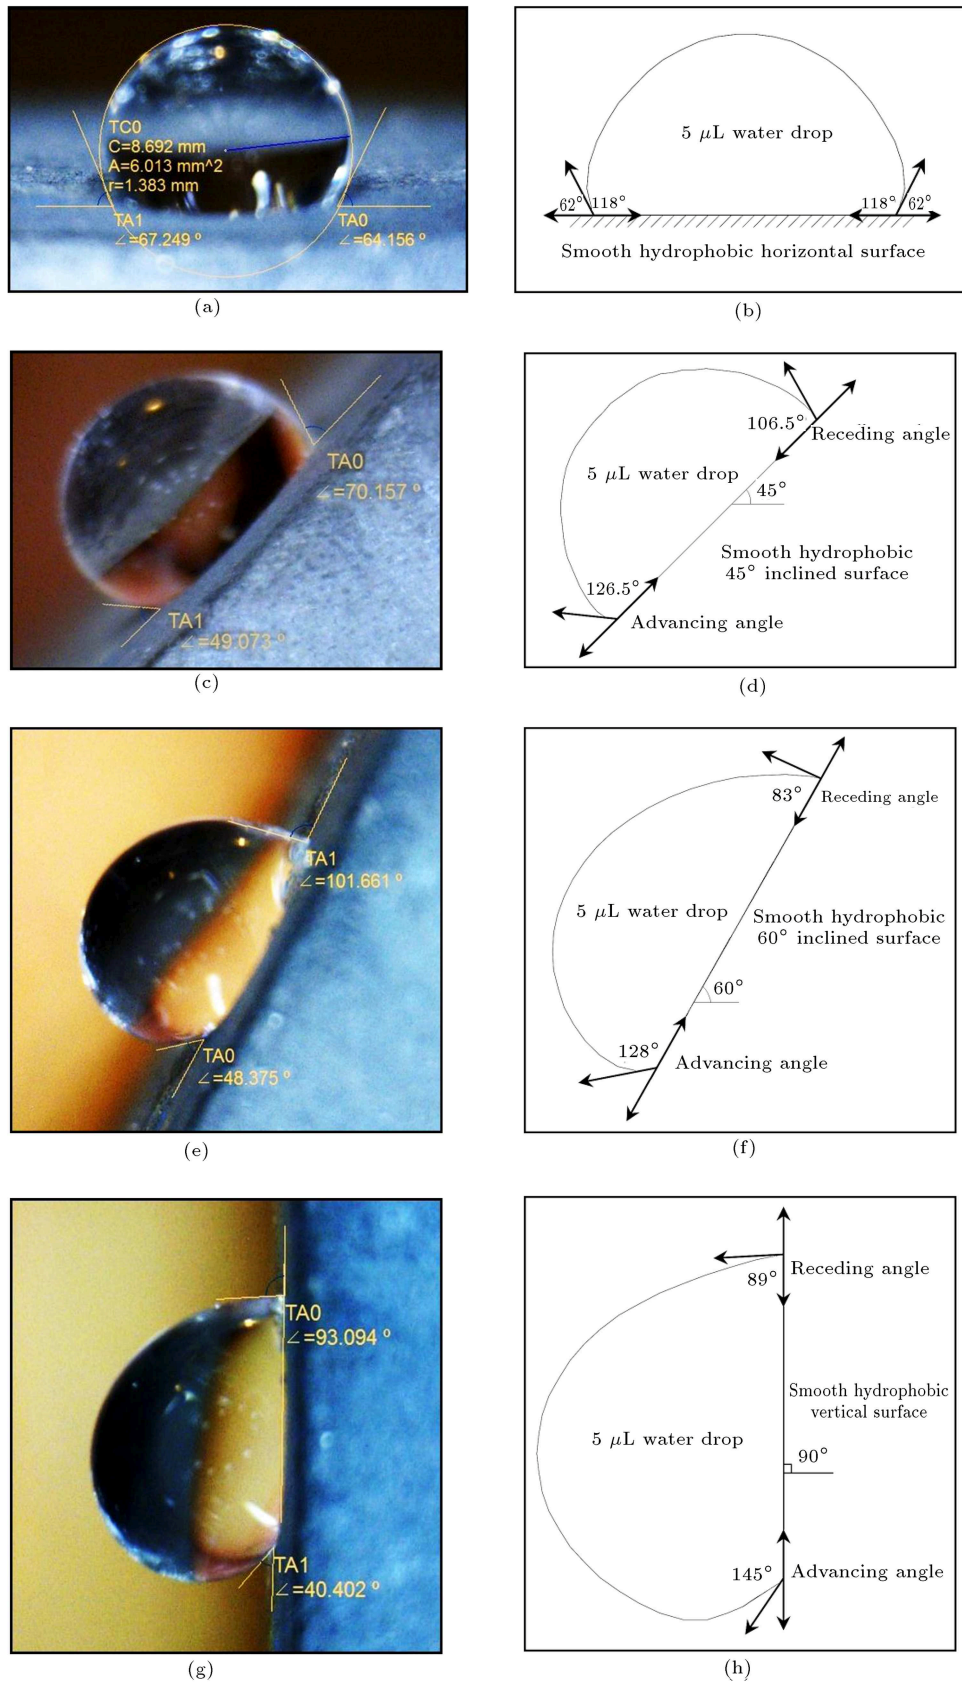 TC0
C=8.692 mm
A=6.013 mm^2
r=1.383 mm
TA1
∠=67.249 º
TA0
∠=64.156 º
(a)
5 μL water drop
62° 118° 118° 62°
Smooth hydrophobic horizontal surface
(b)
TA0
∠=70.157 º
TA1
∠=49.073 º
(c)
106.5°
Receding angle
5 μL water drop
45°
Smooth hydrophobic
45° inclined surface
126.5°
Advancing angle
(d)
TA1
∠=101.661 º
TA0
∠=48.375 º
(e)
83°
Receding angle
5 μL water drop
Smooth hydrophobic
60° inclined surface
60°
128°
Advancing angle
(f)
TA0
∠=93.094 º
TA1
∠=40.402 º
(g)
Receding angle
89°
Smooth hydrophobic
vertical surface
5 μL water drop
90°
145°
Advancing angle
(h)